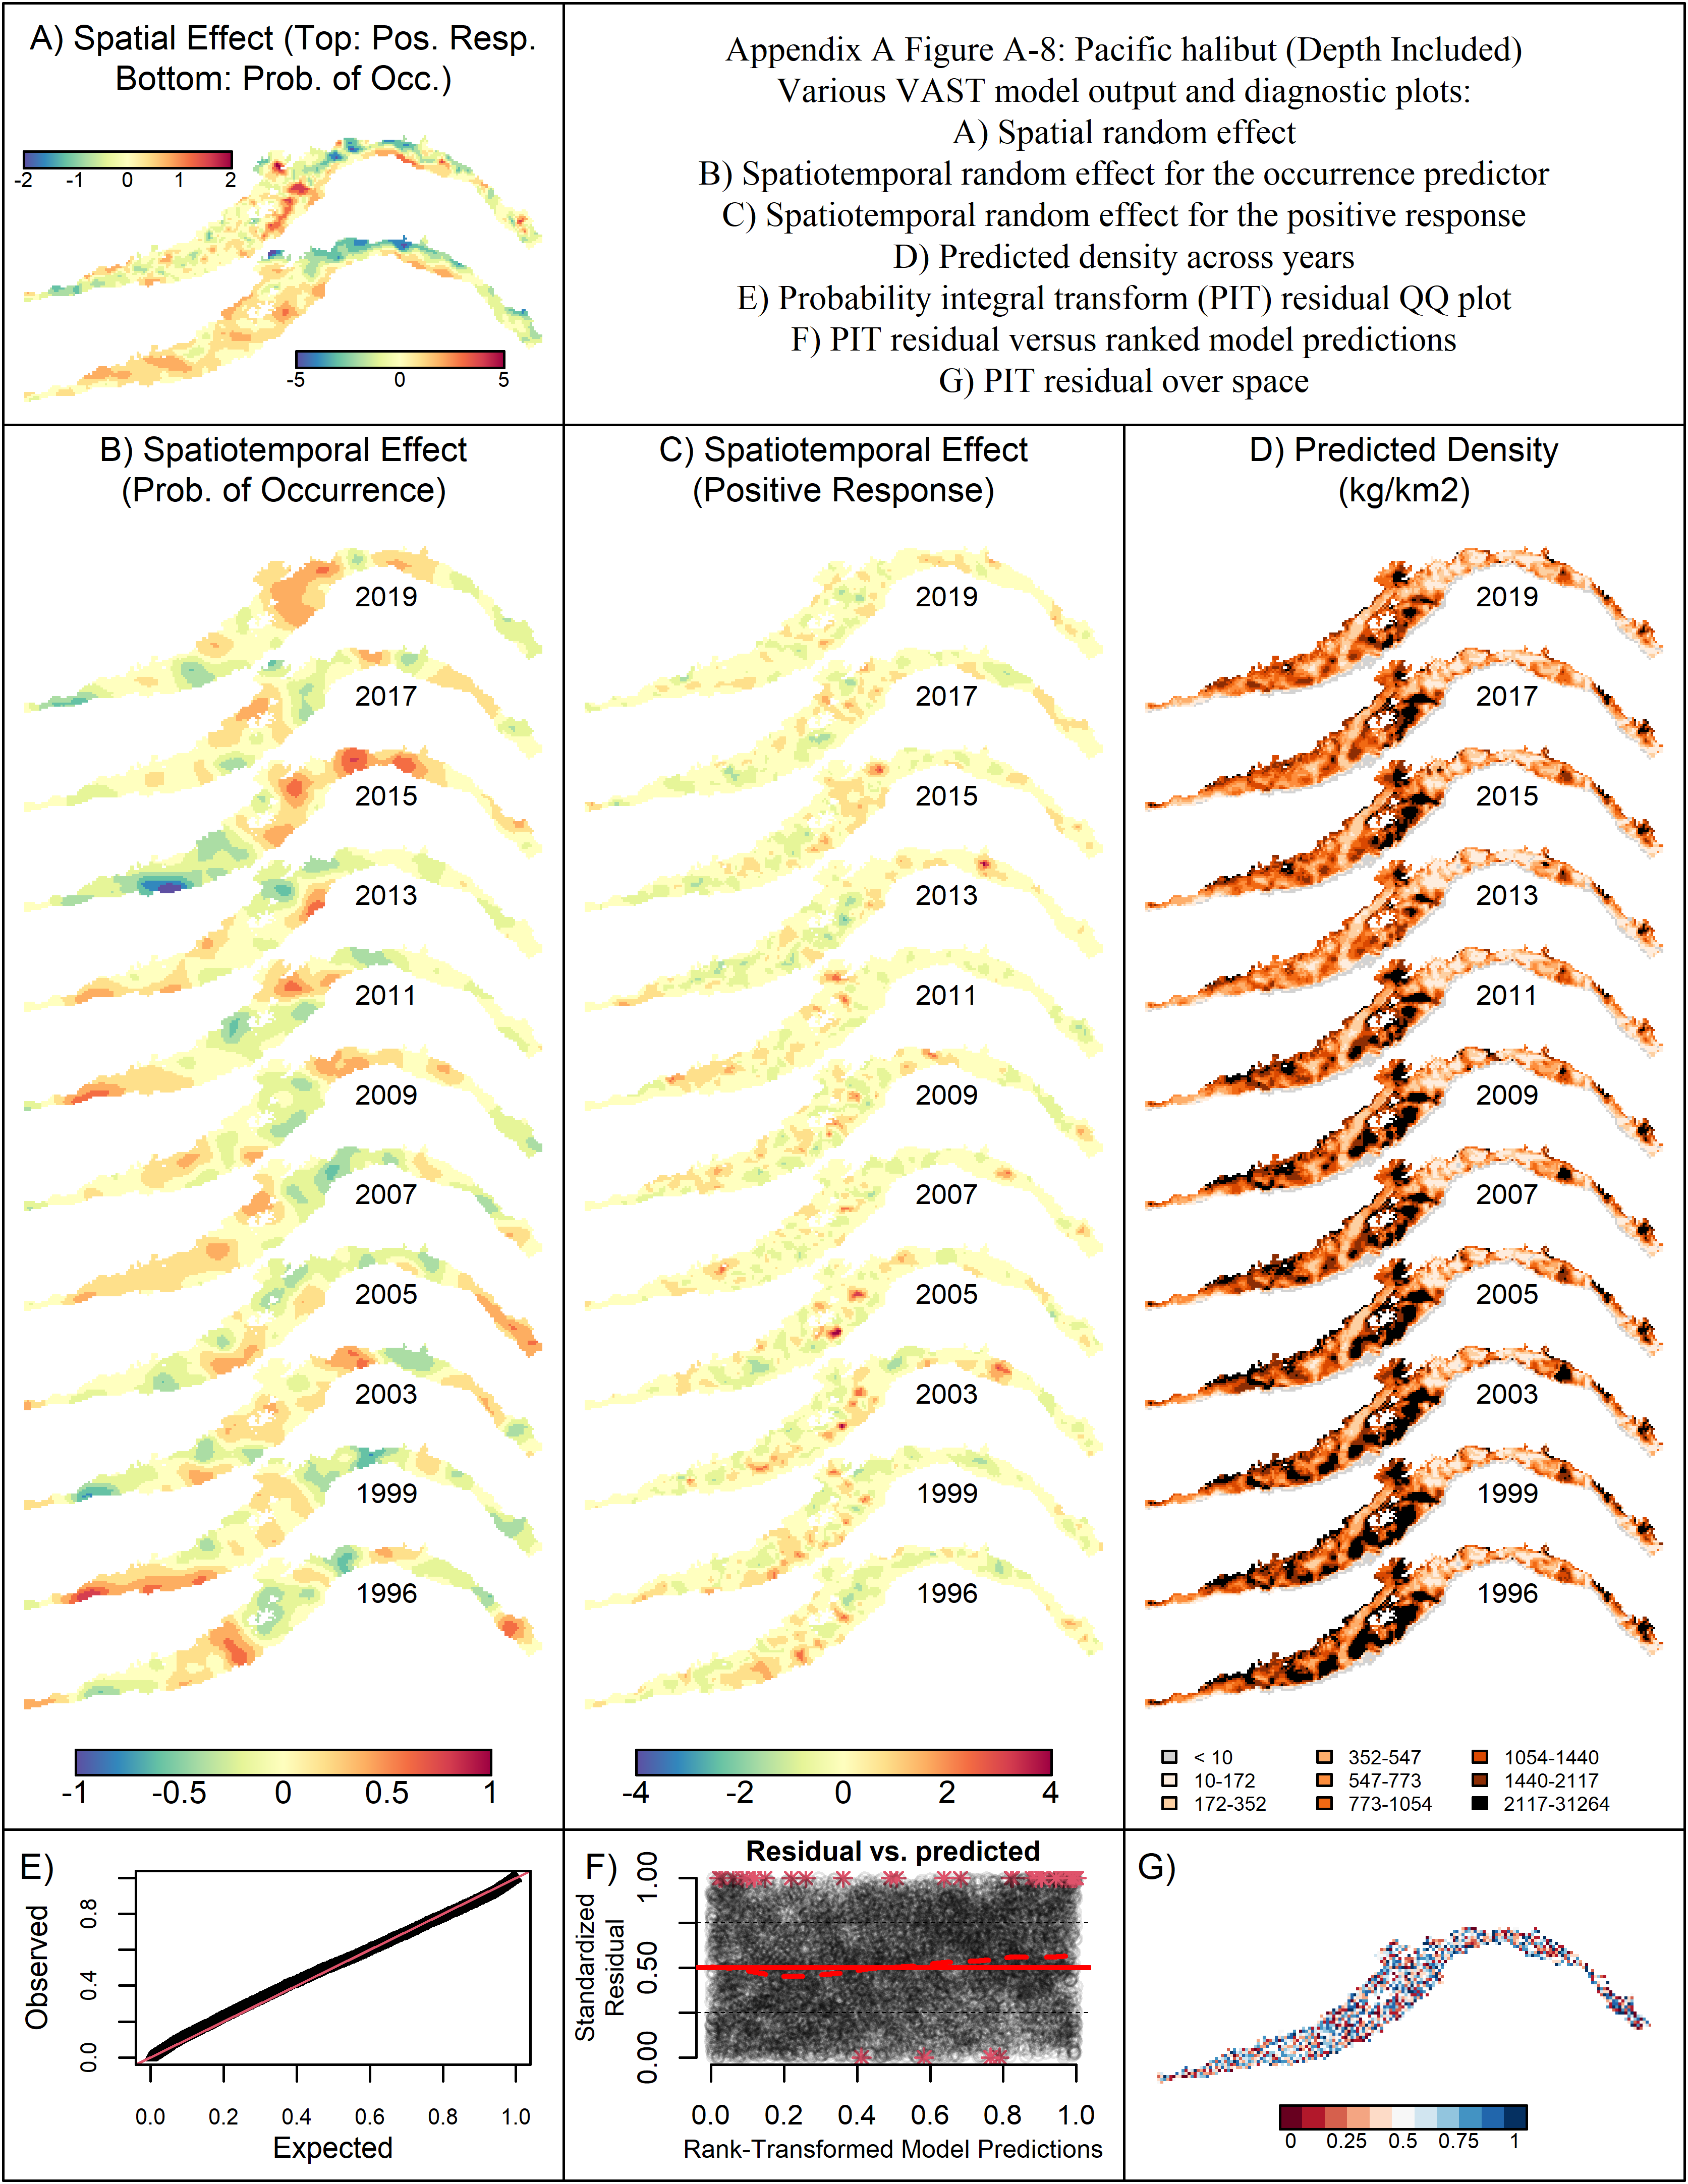 A) Spatial Effect (Top: Pos. Resp.
Bottom: Prob. of Occ.)
-2 -1 0 1 2
-5 0 5
Appendix A Figure A-8: Pacific halibut (Depth Included)
Various VAST model output and diagnostic plots:
A) Spatial random effect
B) Spatiotemporal random effect for the occurrence predictor
C) Spatiotemporal random effect for the positive response
D) Predicted density across years
E) Probability integral transform (PIT) residual QQ plot
F) PIT residual versus ranked model predictions
G) PIT residual over space
B) Spatiotemporal Effect
(Prob. of Occurrence)
2019
2017
2015
2013
2011
2009
2007
2005
2003
1999
1996
-1 -0.5 0 0.5 1
C) Spatiotemporal Effect
(Positive Response)
2019
2017
2015
2013
2011
2009
2007
2005
2003
1999
1996
-4 -2 0 2 4
D) Predicted Density
(kg/km2)
2019
2017
2015
2013
2011
2009
2007
2005
2003
1999
1996
< 10
10-172
172-352
352-547
547-773
773-1054
1054-1440
1440-2117
2117-31264
E)
Observed
0.0 0.4 0.8
0.0 0.2 0.4 0.6 0.8 1.0
Expected
F)
Residual vs. predicted
Standardized
Residual
0.00 0.50 1.00
0.0 0.2 0.4 0.6 0.8 1.0
Rank-Transformed Model Predictions
G)
0 0.25 0.5 0.75 1